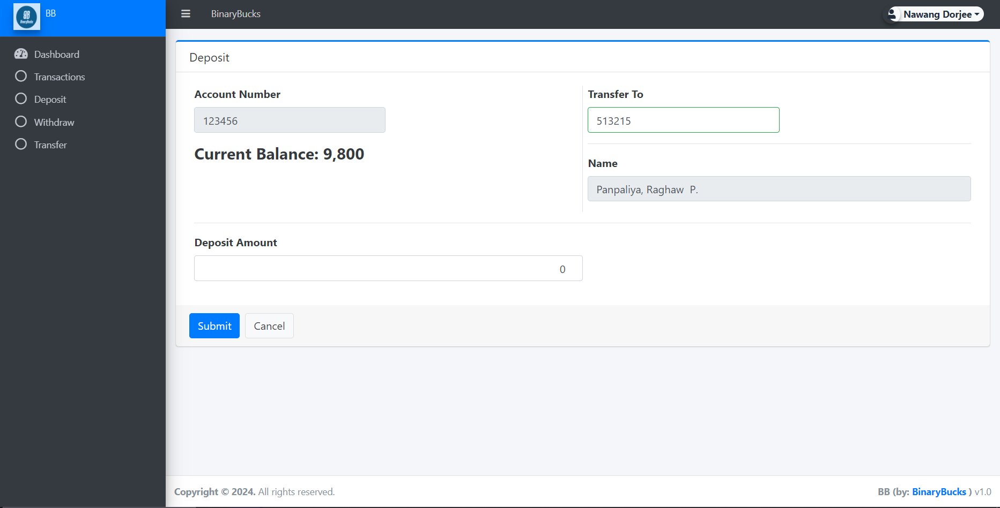 BB
BB
BinaryBucks
BinaryBucks
Nawang Dorjee
Dashboard
Transactions
Deposit
Withdraw
Transfer
Deposit
Account Number
123456
Current Balance: 9,800
Transfer To
513215
Name
Panpaliya, Raghaw  P.
Deposit Amount
0
Submit
Cancel
Copyright © 2024. All rights reserved.
BB (by: BinaryBucks ) v1.0